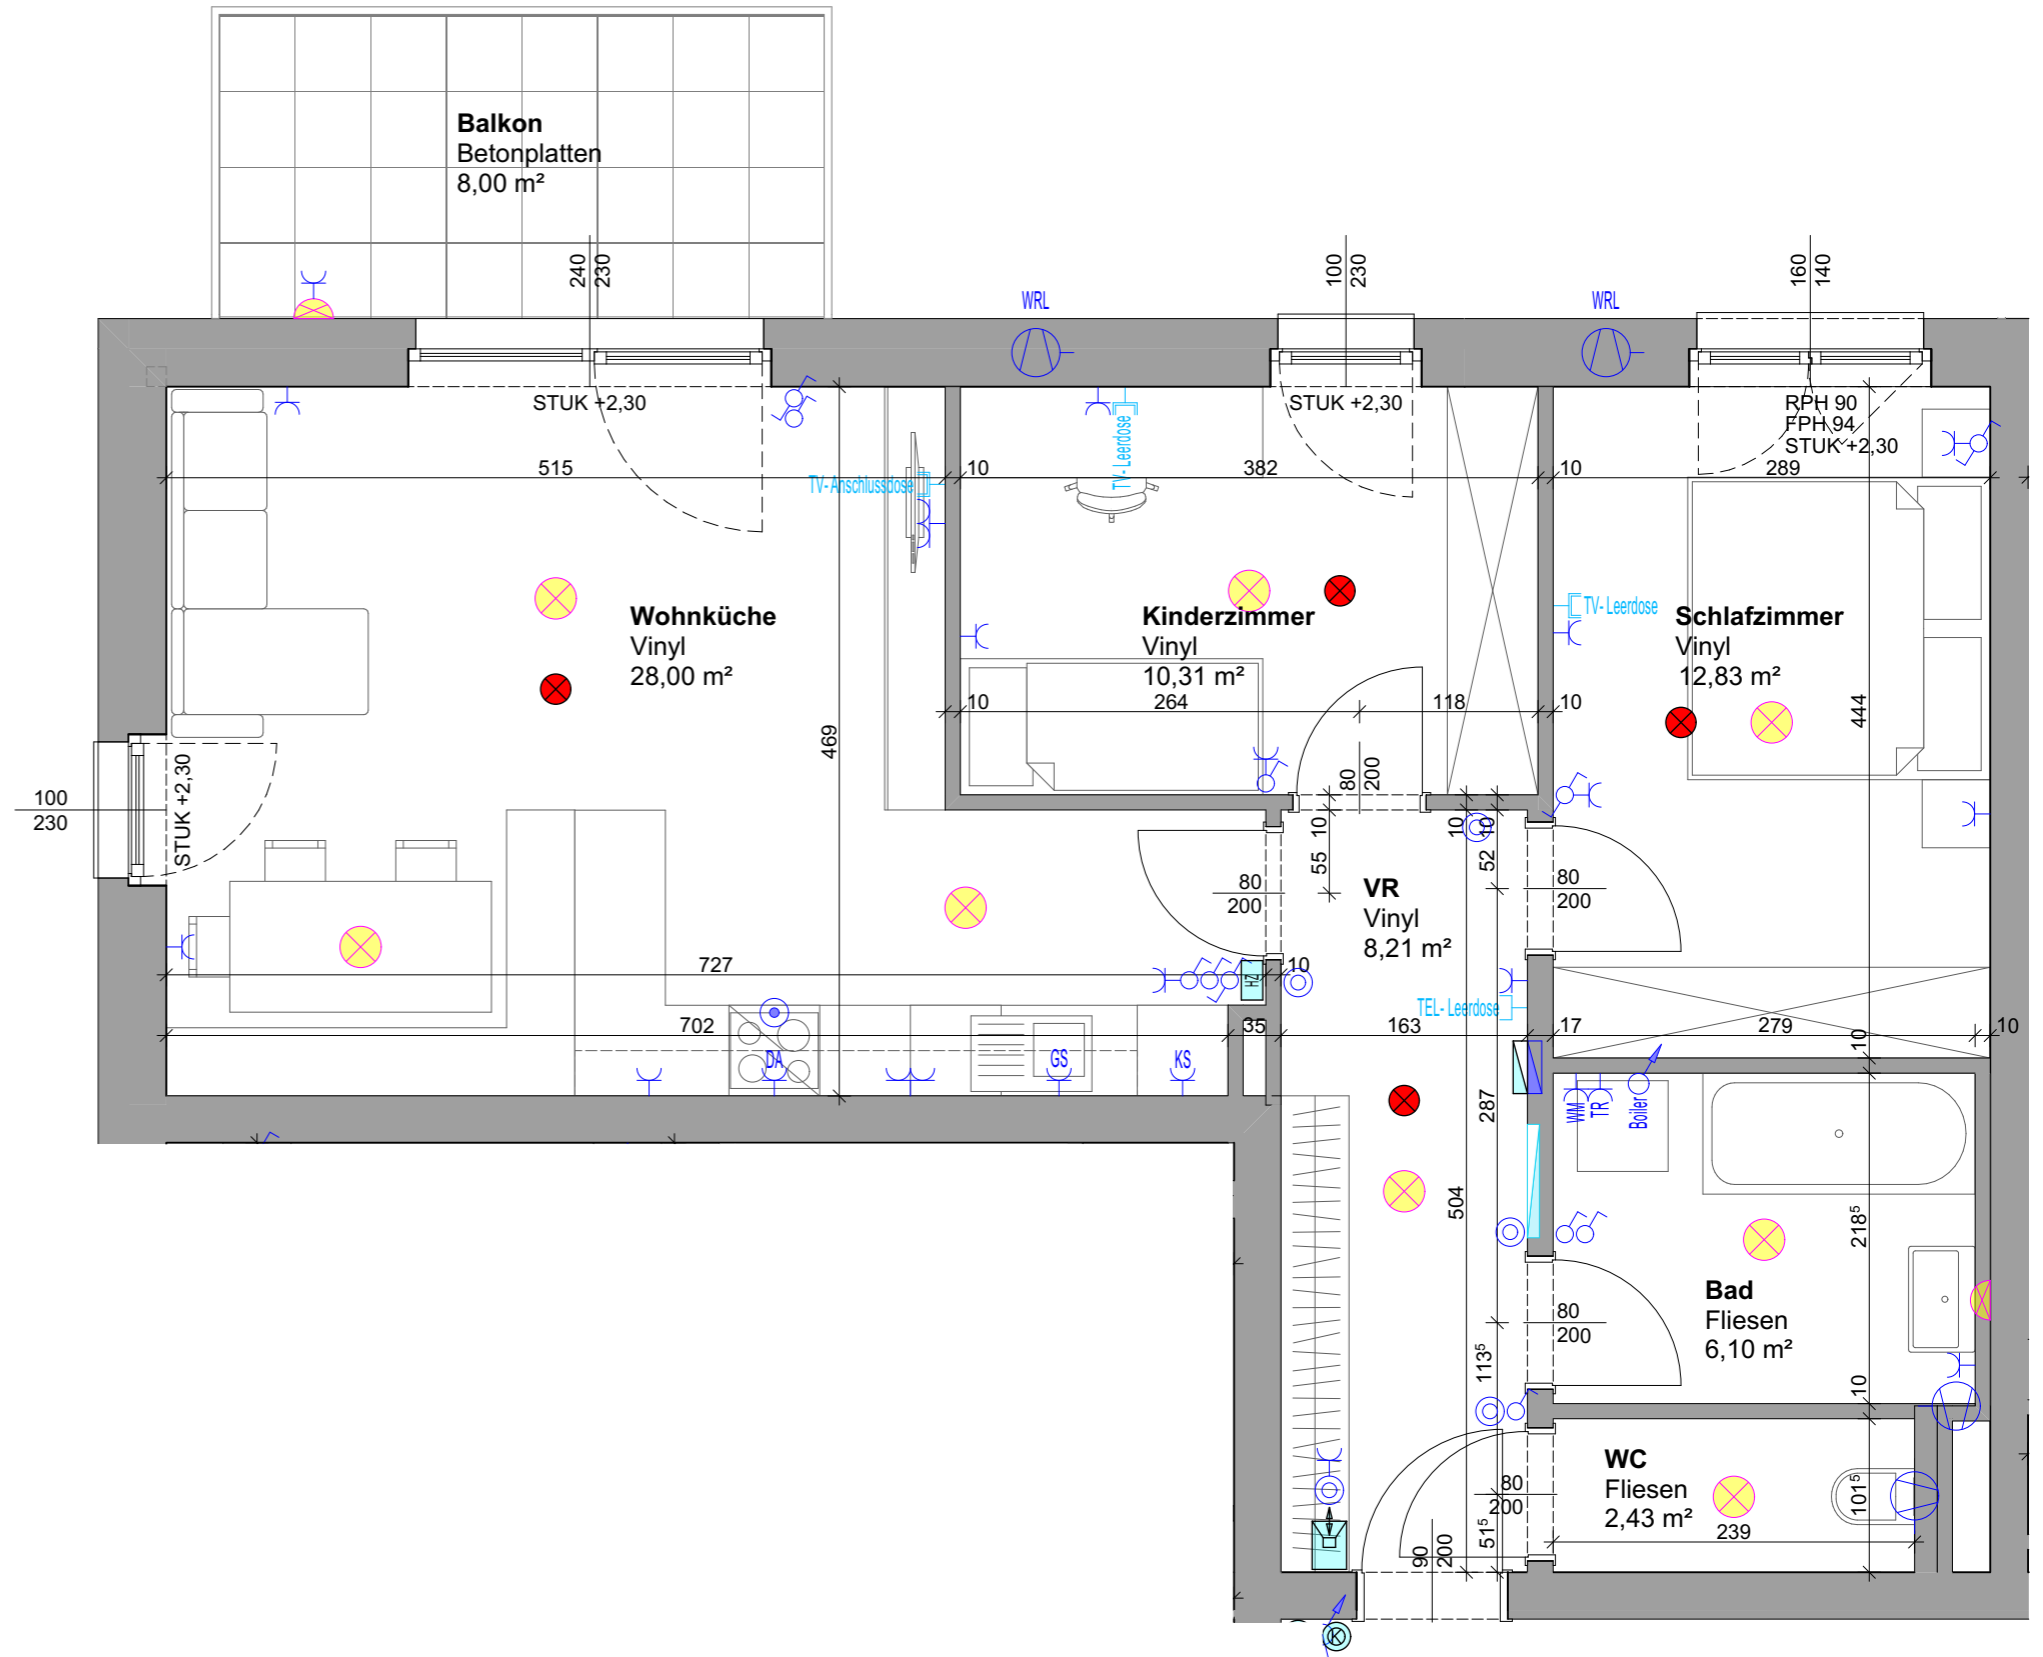 Balkon
Betonplatten
8,00 m²
240
230
100
230
160
140
WRL
WRL
STUK +2,30
STUK +2,30
RPH 90
FPH 94
STUK +2,30
515
10
382
10
289
TV- Anschlussdose
TV- Leerdose
TV- Leerdose
Wohnküche
Vinyl
28,00 m²
Kinderzimmer
Vinyl
10,31 m²
Schlafzimmer
Vinyl
12,83 m²
10
264
118
10
469
444
80
200
100
230
STUK +2,30
10
55
10
10
52
80
200
VR
Vinyl
8,21 m²
80
200
727
10
HZ
TEL- Leerdose
702
35
163
17
279
10
10
DA
GS
KS
287
WM
TR
Boiler
504
218⁵
Bad
Fliesen
6,10 m²
80
200
113⁵
10
WC
Fliesen
2,43 m²
80
200
101⁵
51⁵
239
90
200
K